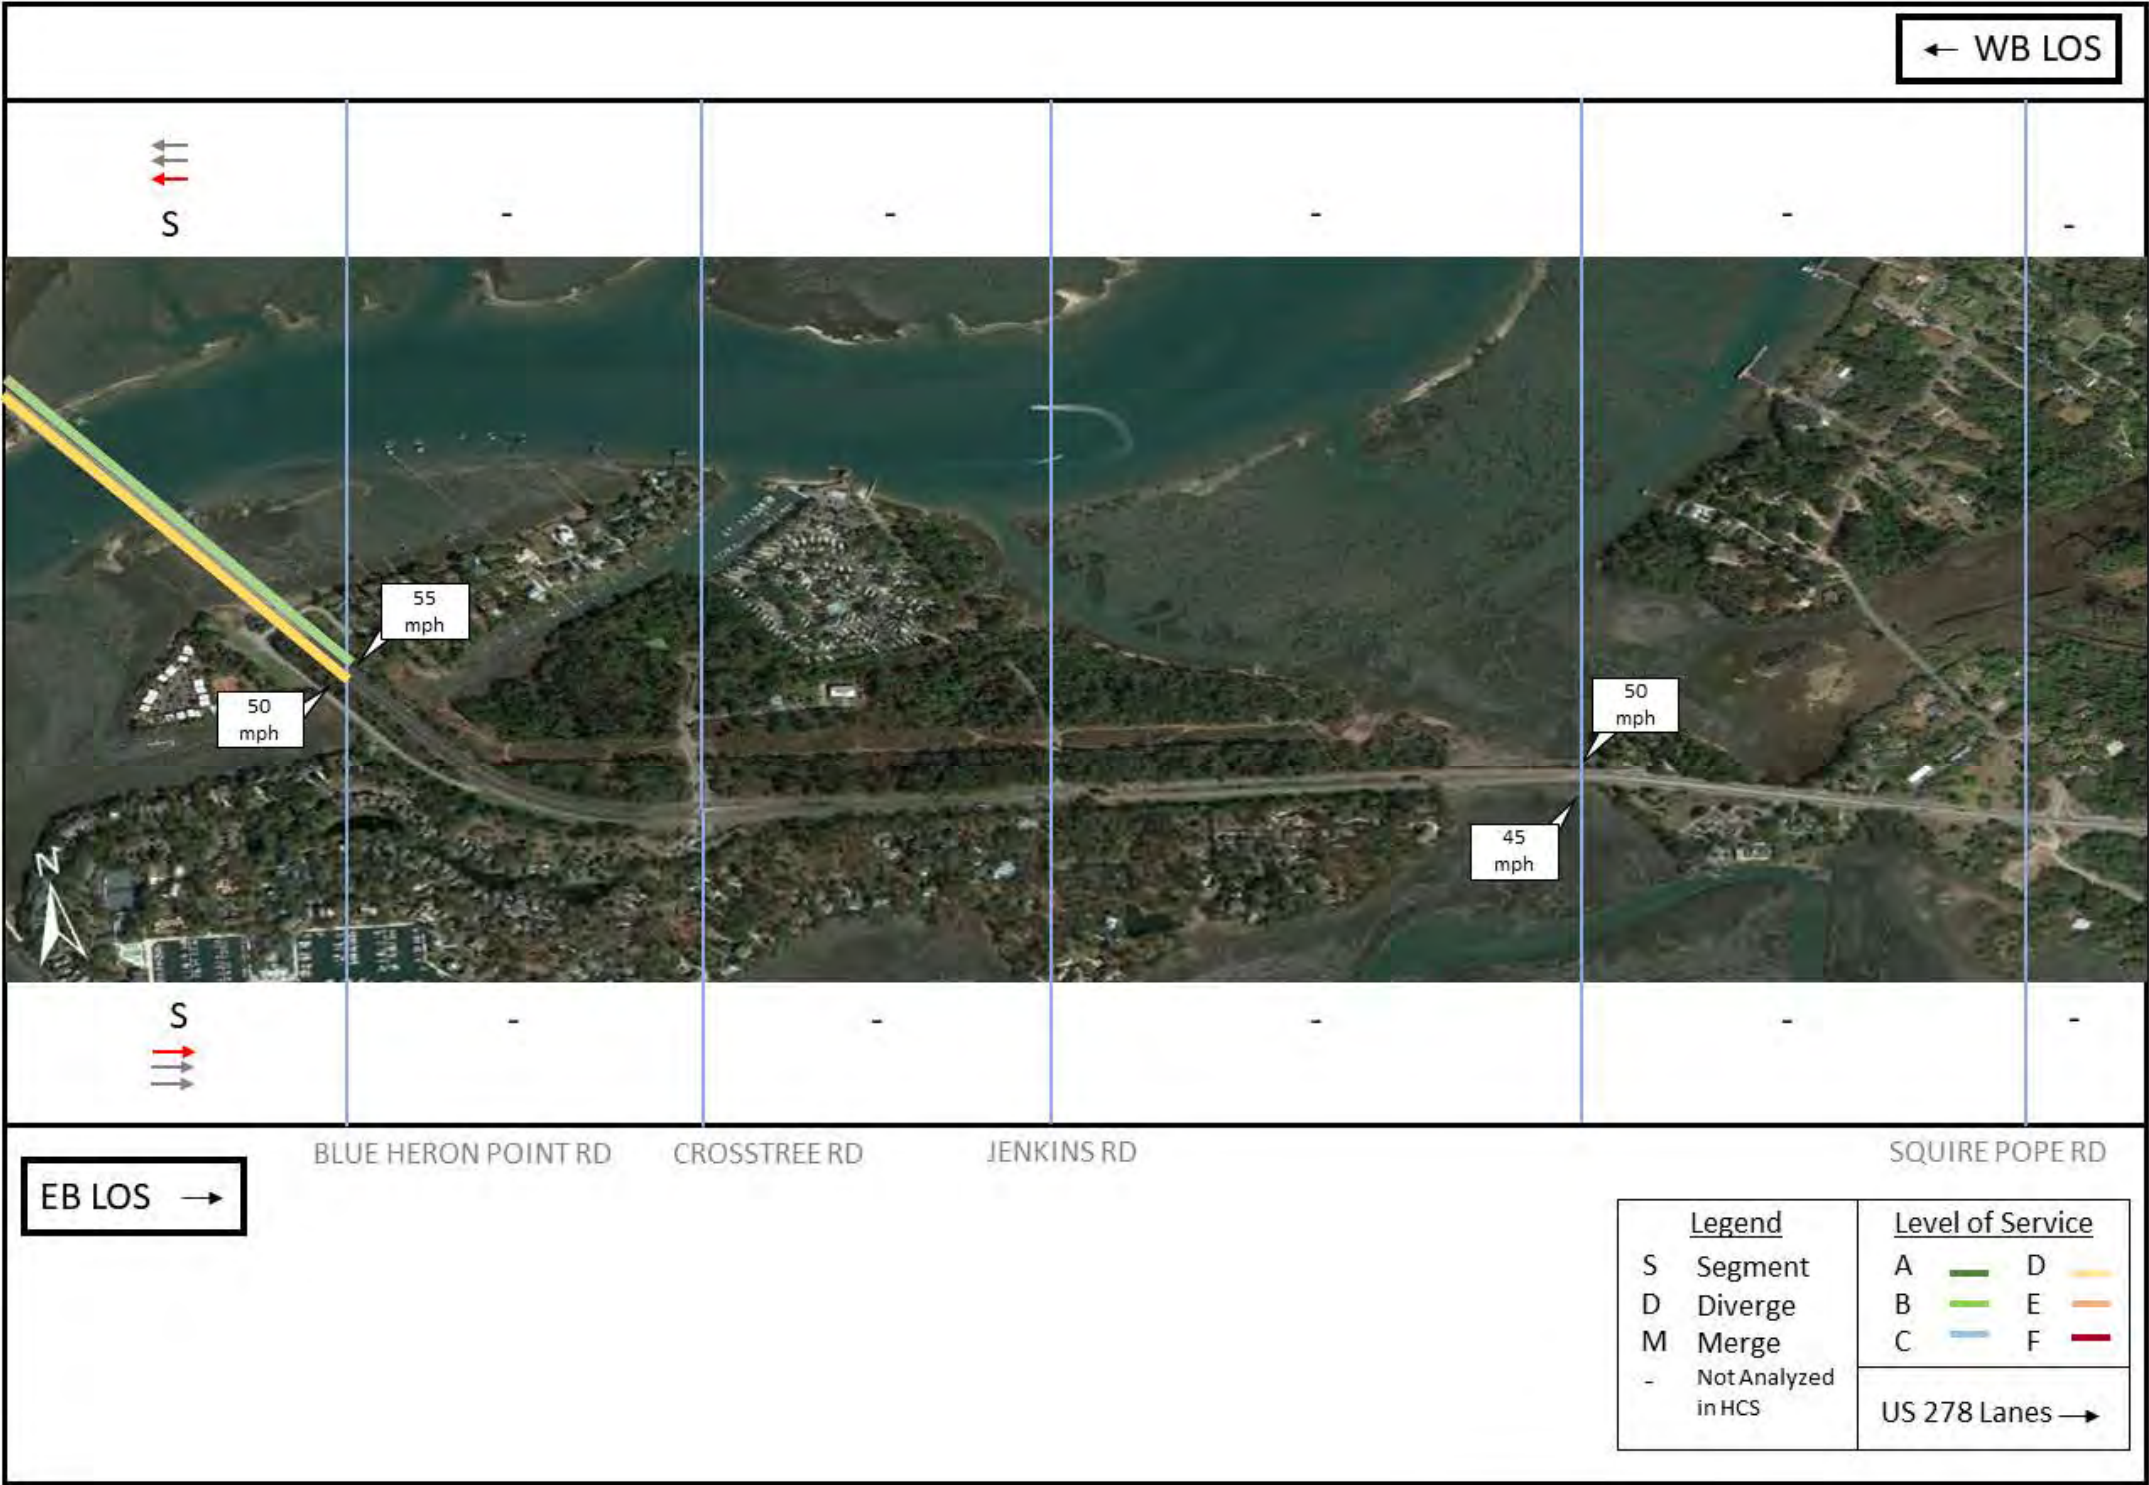 ← WB LOS
S
-
-
-
-
-
55
mph
50
mph
50
mph
45
mph
N
S
-
-
-
-
-
BLUE HERON POINT RD
CROSSTREE RD
JENKINS RD
SQUIRE POPE RD
EB LOS →
Legend
S Segment
D Diverge
M Merge
- Not Analyzed
in HCS
Level of Service
A D
B E
C F
US 278 Lanes →